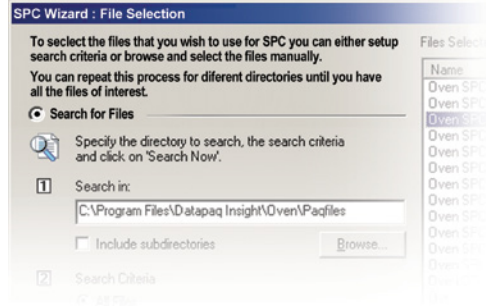 SPC Wizard : File Selection
To seclect the files that you wish to use for SPC you can either setup
search criteria or browse and select the files manually.
You can repeat this process for diferent directories until you have
all the files of interest.
Search for Files
Specify the directory to search, the search criteria
and click on 'Search Now'.
1 Search in:
C:\Program Files\Datapaq Insight\Oven\Paqfiles
Include subdirectories
Browse...
2 Search Criteria
All Files
Files Selec
Name
Oven SPC
Oven SPC
Oven SPC
Oven SPC
Oven SPC
Oven SPC
Oven SPC
Oven SPC
Oven SPC
Oven